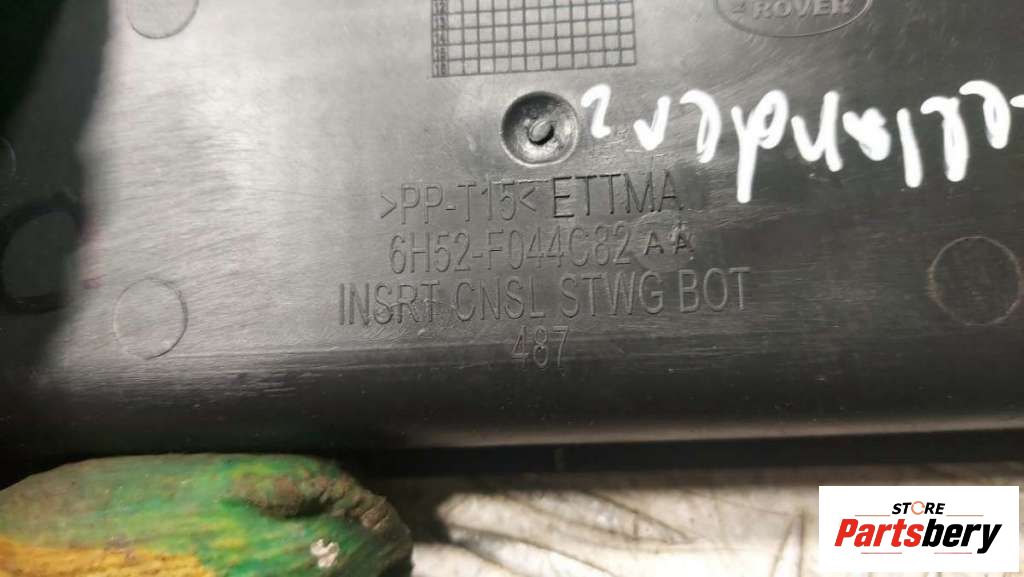 ROVER
>PP-T15< ETTMA
6H52-F044C82 AA
INSRT CNSL STWG BOT
487
STORE
Partsbery